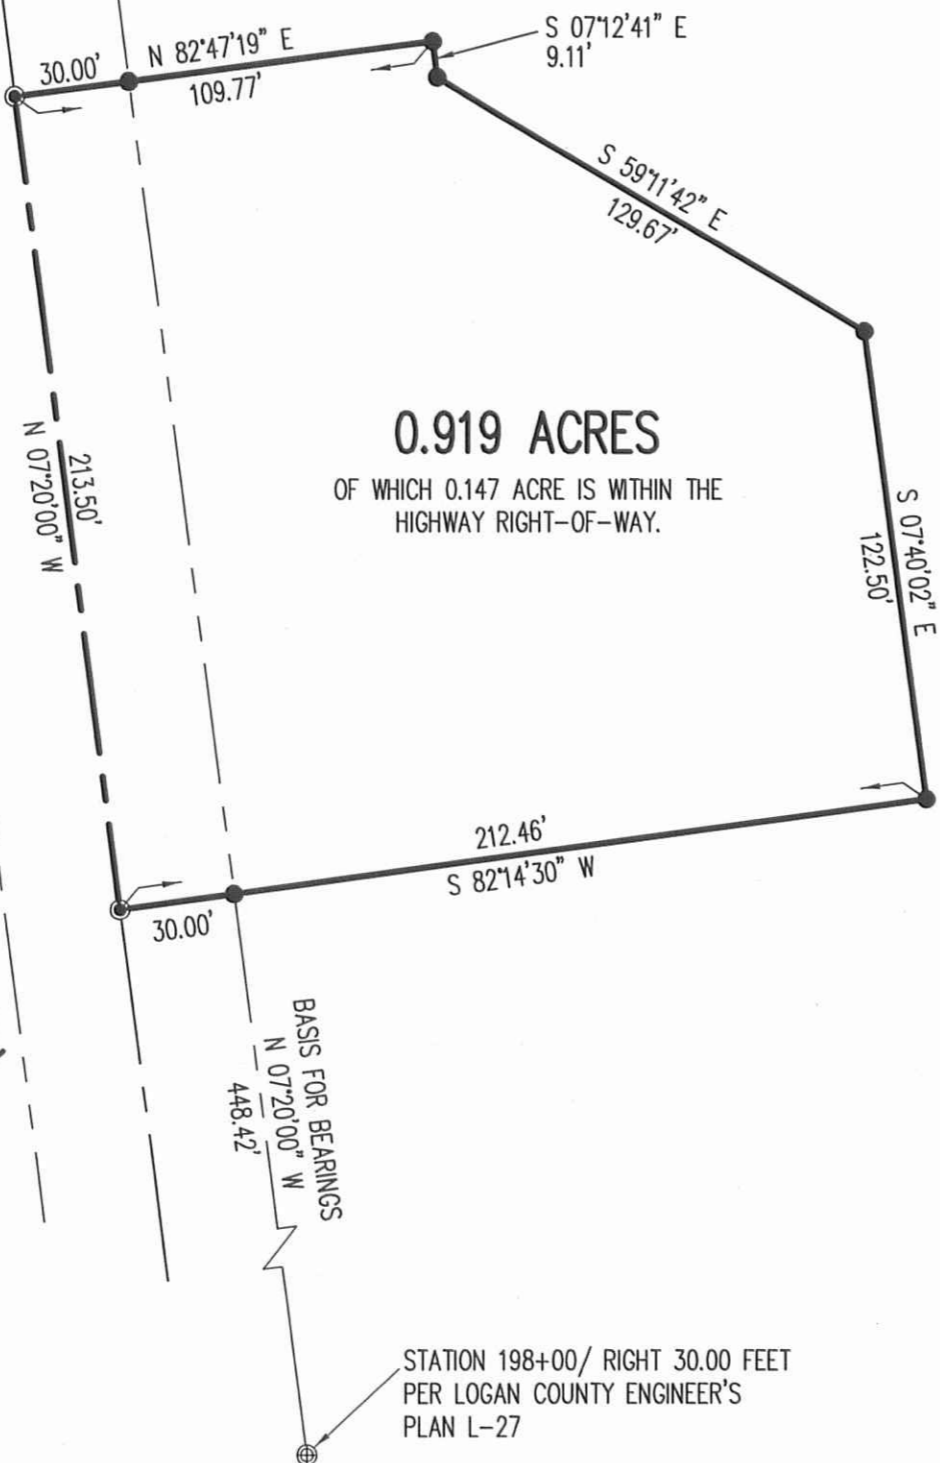 S 07°12'41" E
9.11'
N 82°47'19" E
30.00'
109.77'
S 59°11'42" E
129.67'
0.919 ACRES
OF WHICH 0.147 ACRE IS WITHIN THE
HIGHWAY RIGHT-OF-WAY.
213.50'
N 07°20'00" W
S 07°40'02" E
122.50'
212.46'
S 82°14'30" W
30.00'
BASIS FOR BEARINGS
N 07°20'00" W
448.42'
STATION 198+00/ RIGHT 30.00 FEET
PER LOGAN COUNTY ENGINEER'S
PLAN L-27